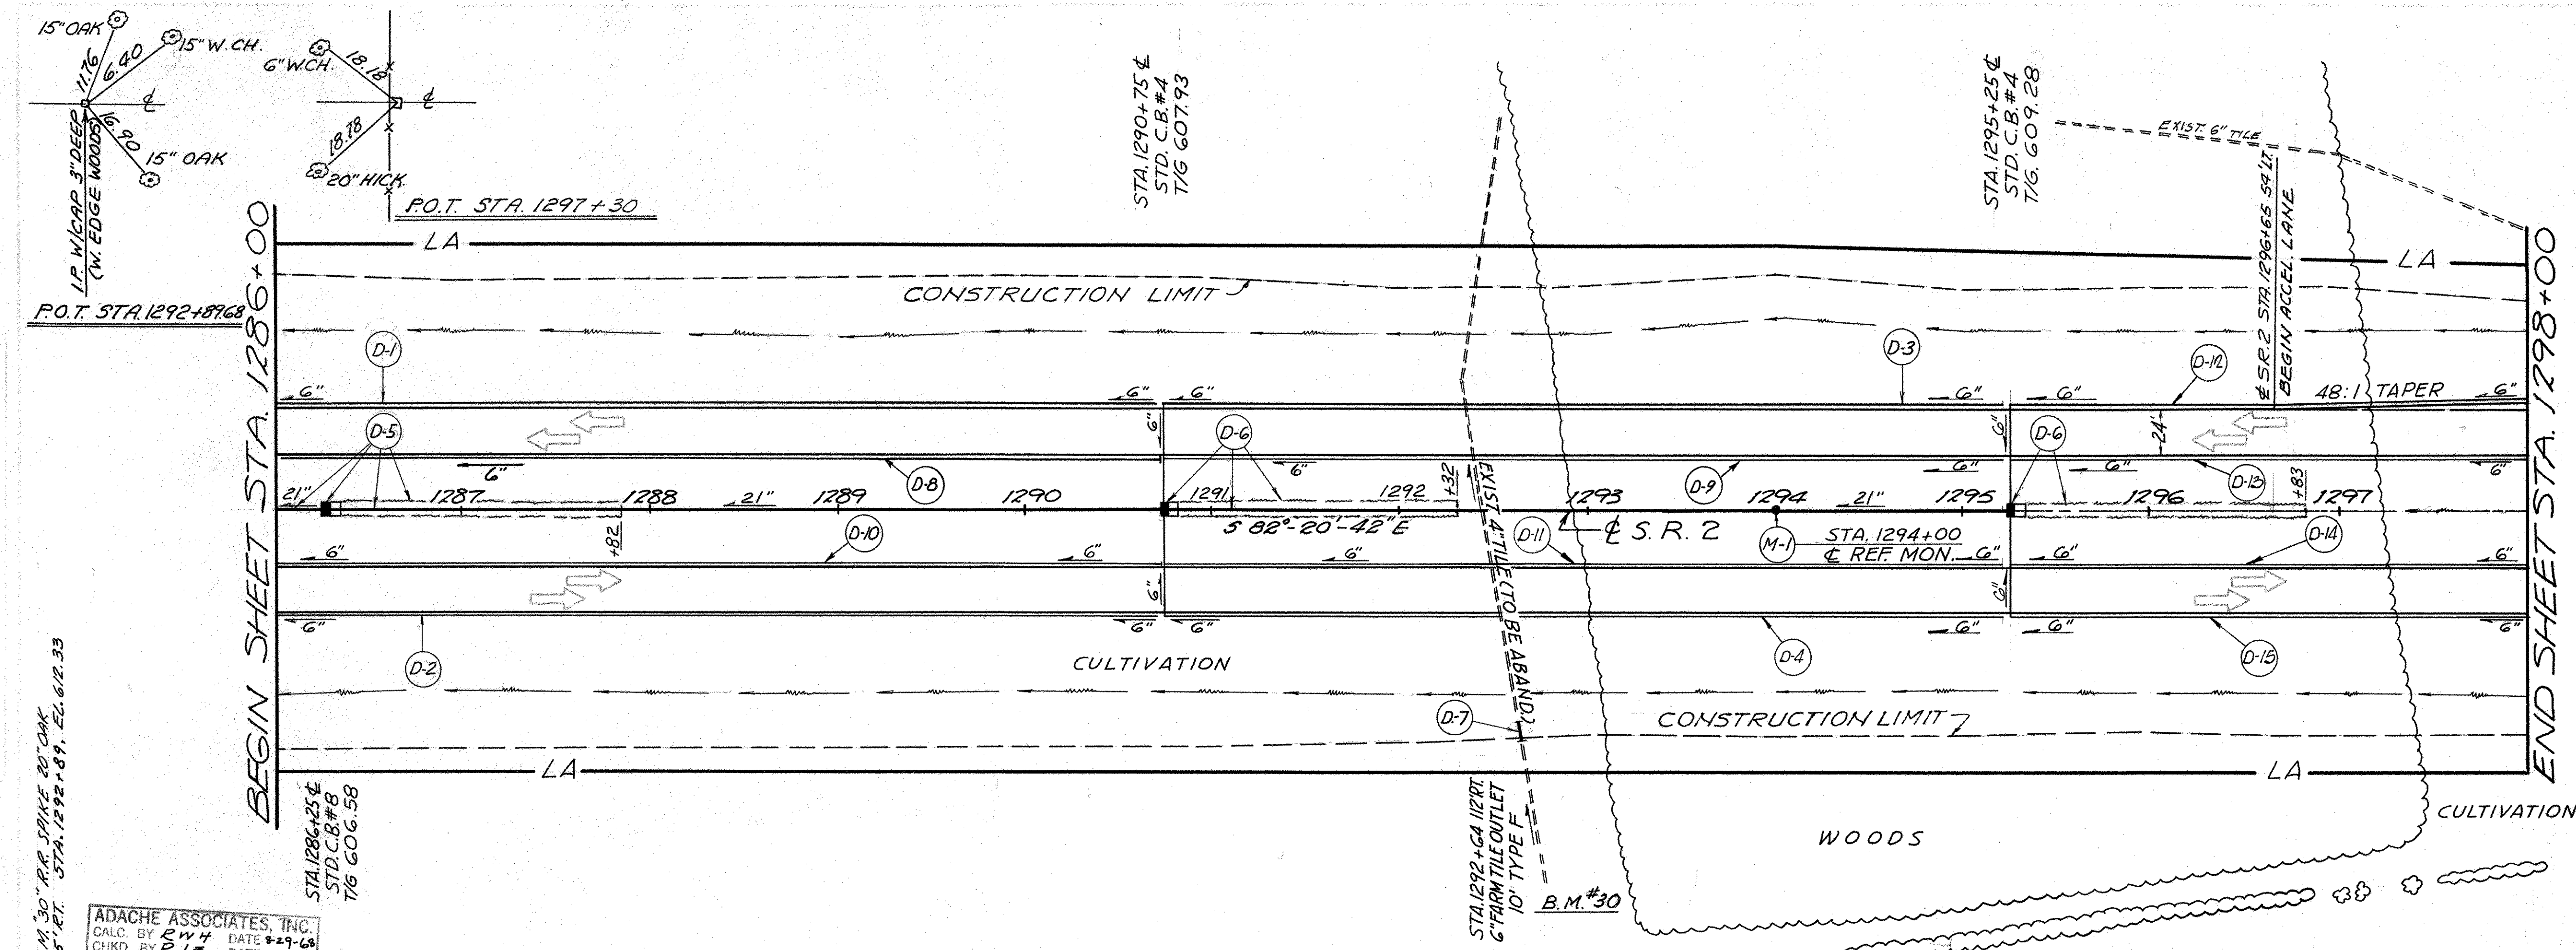 15" OAK
11.76
6.40
15" W.CH.
16.90
15" OAK
℄
I.P. W/CAP 3" DEEP
(W. EDGE WOODS)
P.O.T. STA. 1292+89.68
6" W.CH.
18.18
℄
18.78
20" HICK.
P.O.T. STA. 1297+30
STA. 1290+75 ℄
STD. C.B.#4
T/G 607.93
STA. 1295+25 ℄
STD. C.B.#4
T/G. 609.28
EXIST. 6" TILE
℄ S.R. 2 STA. 1296+65 54' LT.
BEGIN ACCEL. LANE
BEGIN SHEET STA. 1286+00
END SHEET STA. 1298+00
LA
LA
CONSTRUCTION LIMIT
D-1
D-3
D-12
6"
6"
6"
6"
6"
48:1 TAPER
6"
D-5
6"
D-6
6"
D-6
24'
6"
D-8
6"
D-9
6"
6"
D-13
6"
21"
1287
1288
21"
1289
1290
1291
1292
+32
1293
1294
21"
1295
1296
+83
1297
+82
D-10
S 82°-20'-42" E
D-11
℄ S.R. 2
M-1
STA. 1294+00
℄ REF. MON.
D-14
6"
6"
6"
6"
6"
6"
EXIST. 4" TILE (TO BE ABAND.)
6"
6"
6"
6"
6"
6"
6"
6"
D-2
D-4
D-15
CULTIVATION
D-7
CONSTRUCTION LIMIT
LA
LA
STA. 1286+25 ℄
STD. C.B.#8
T/G 606.58
STA. 1292+64 112' RT.
6" FARM TILE OUTLET
10' TYPE F
B.M. #30
WOODS
CULTIVATION
M. "30" R.R. SPIKE 20" OAK
5' RT. STA. 1292+89, EL. 612.33
ADACHE ASSOCIATES, INC.
CALC. BY RWH DATE 8-29-68
CHKD. BY